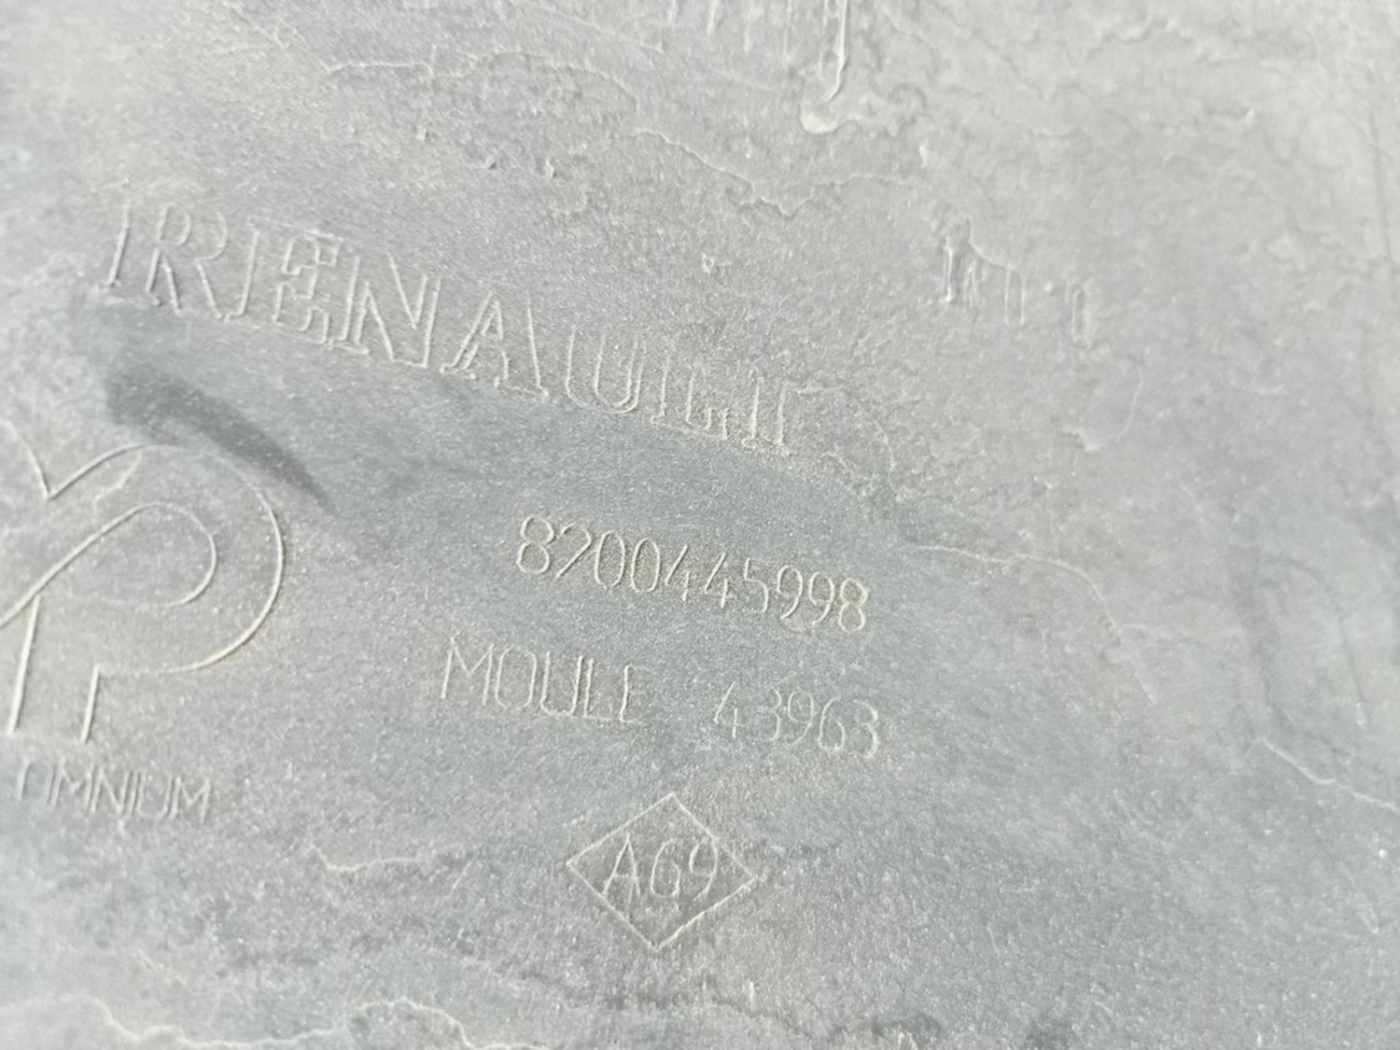 RENAULT
8200445998
MOULE 43963
OMNIUM
A69